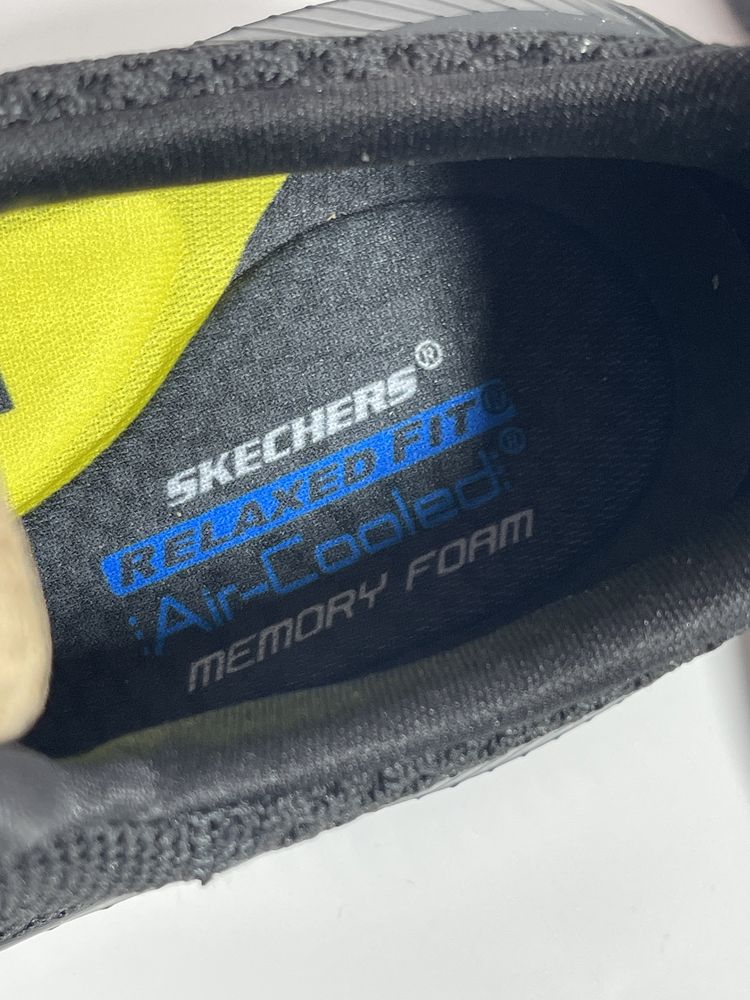 SKECHERS®
RELAXED FIT®
Air-Cooled®
MEMORY FOAM